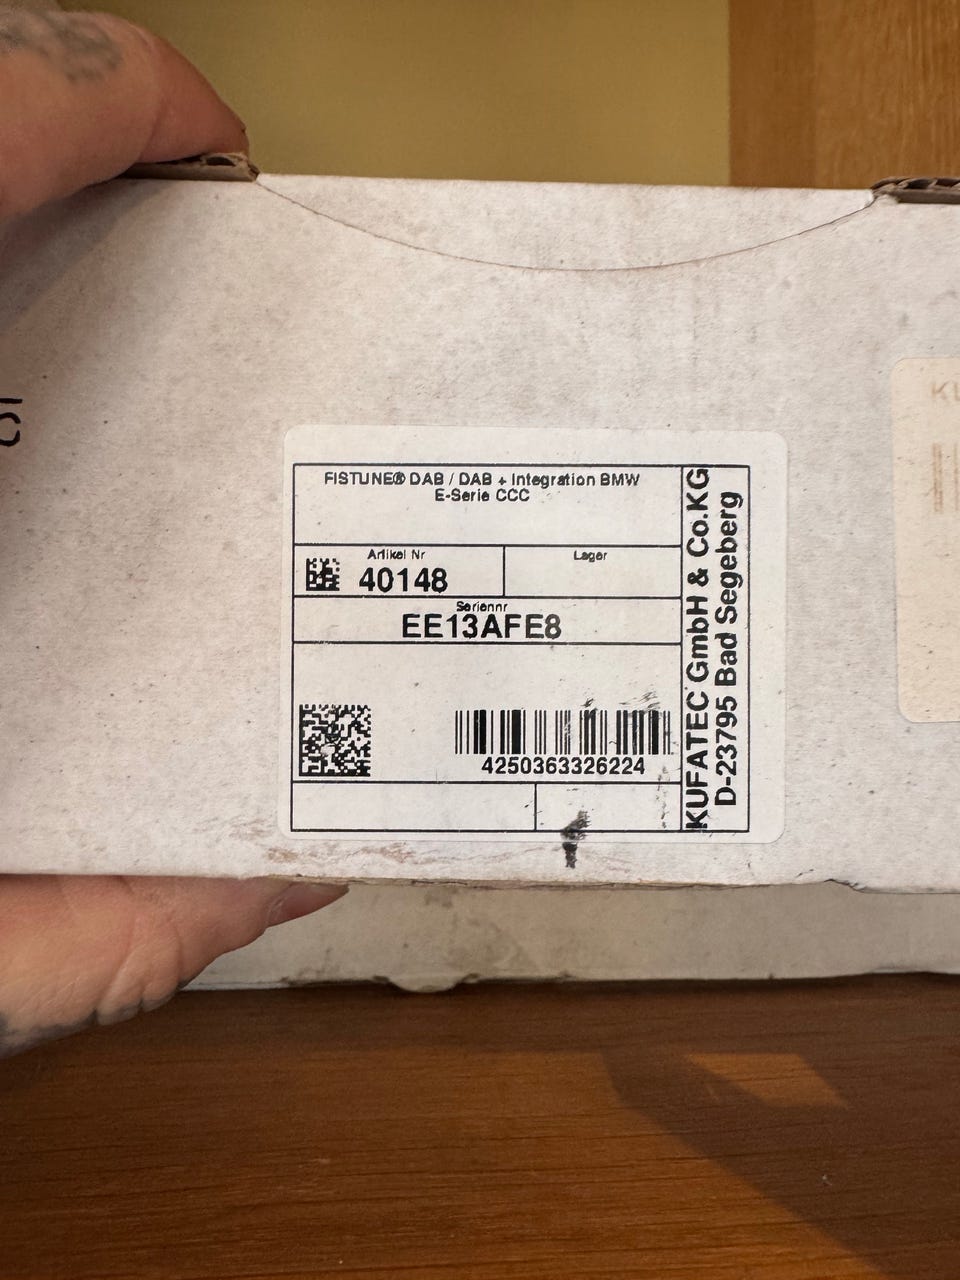 FISTUNE® DAB / DAB + Integration BMW
E-Serie CCC
Artikel Nr
40148
Lager
Seriennr
EE13AFE8
4250363326224
KUFATEC GmbH & Co.KG
D-23795 Bad Segeberg